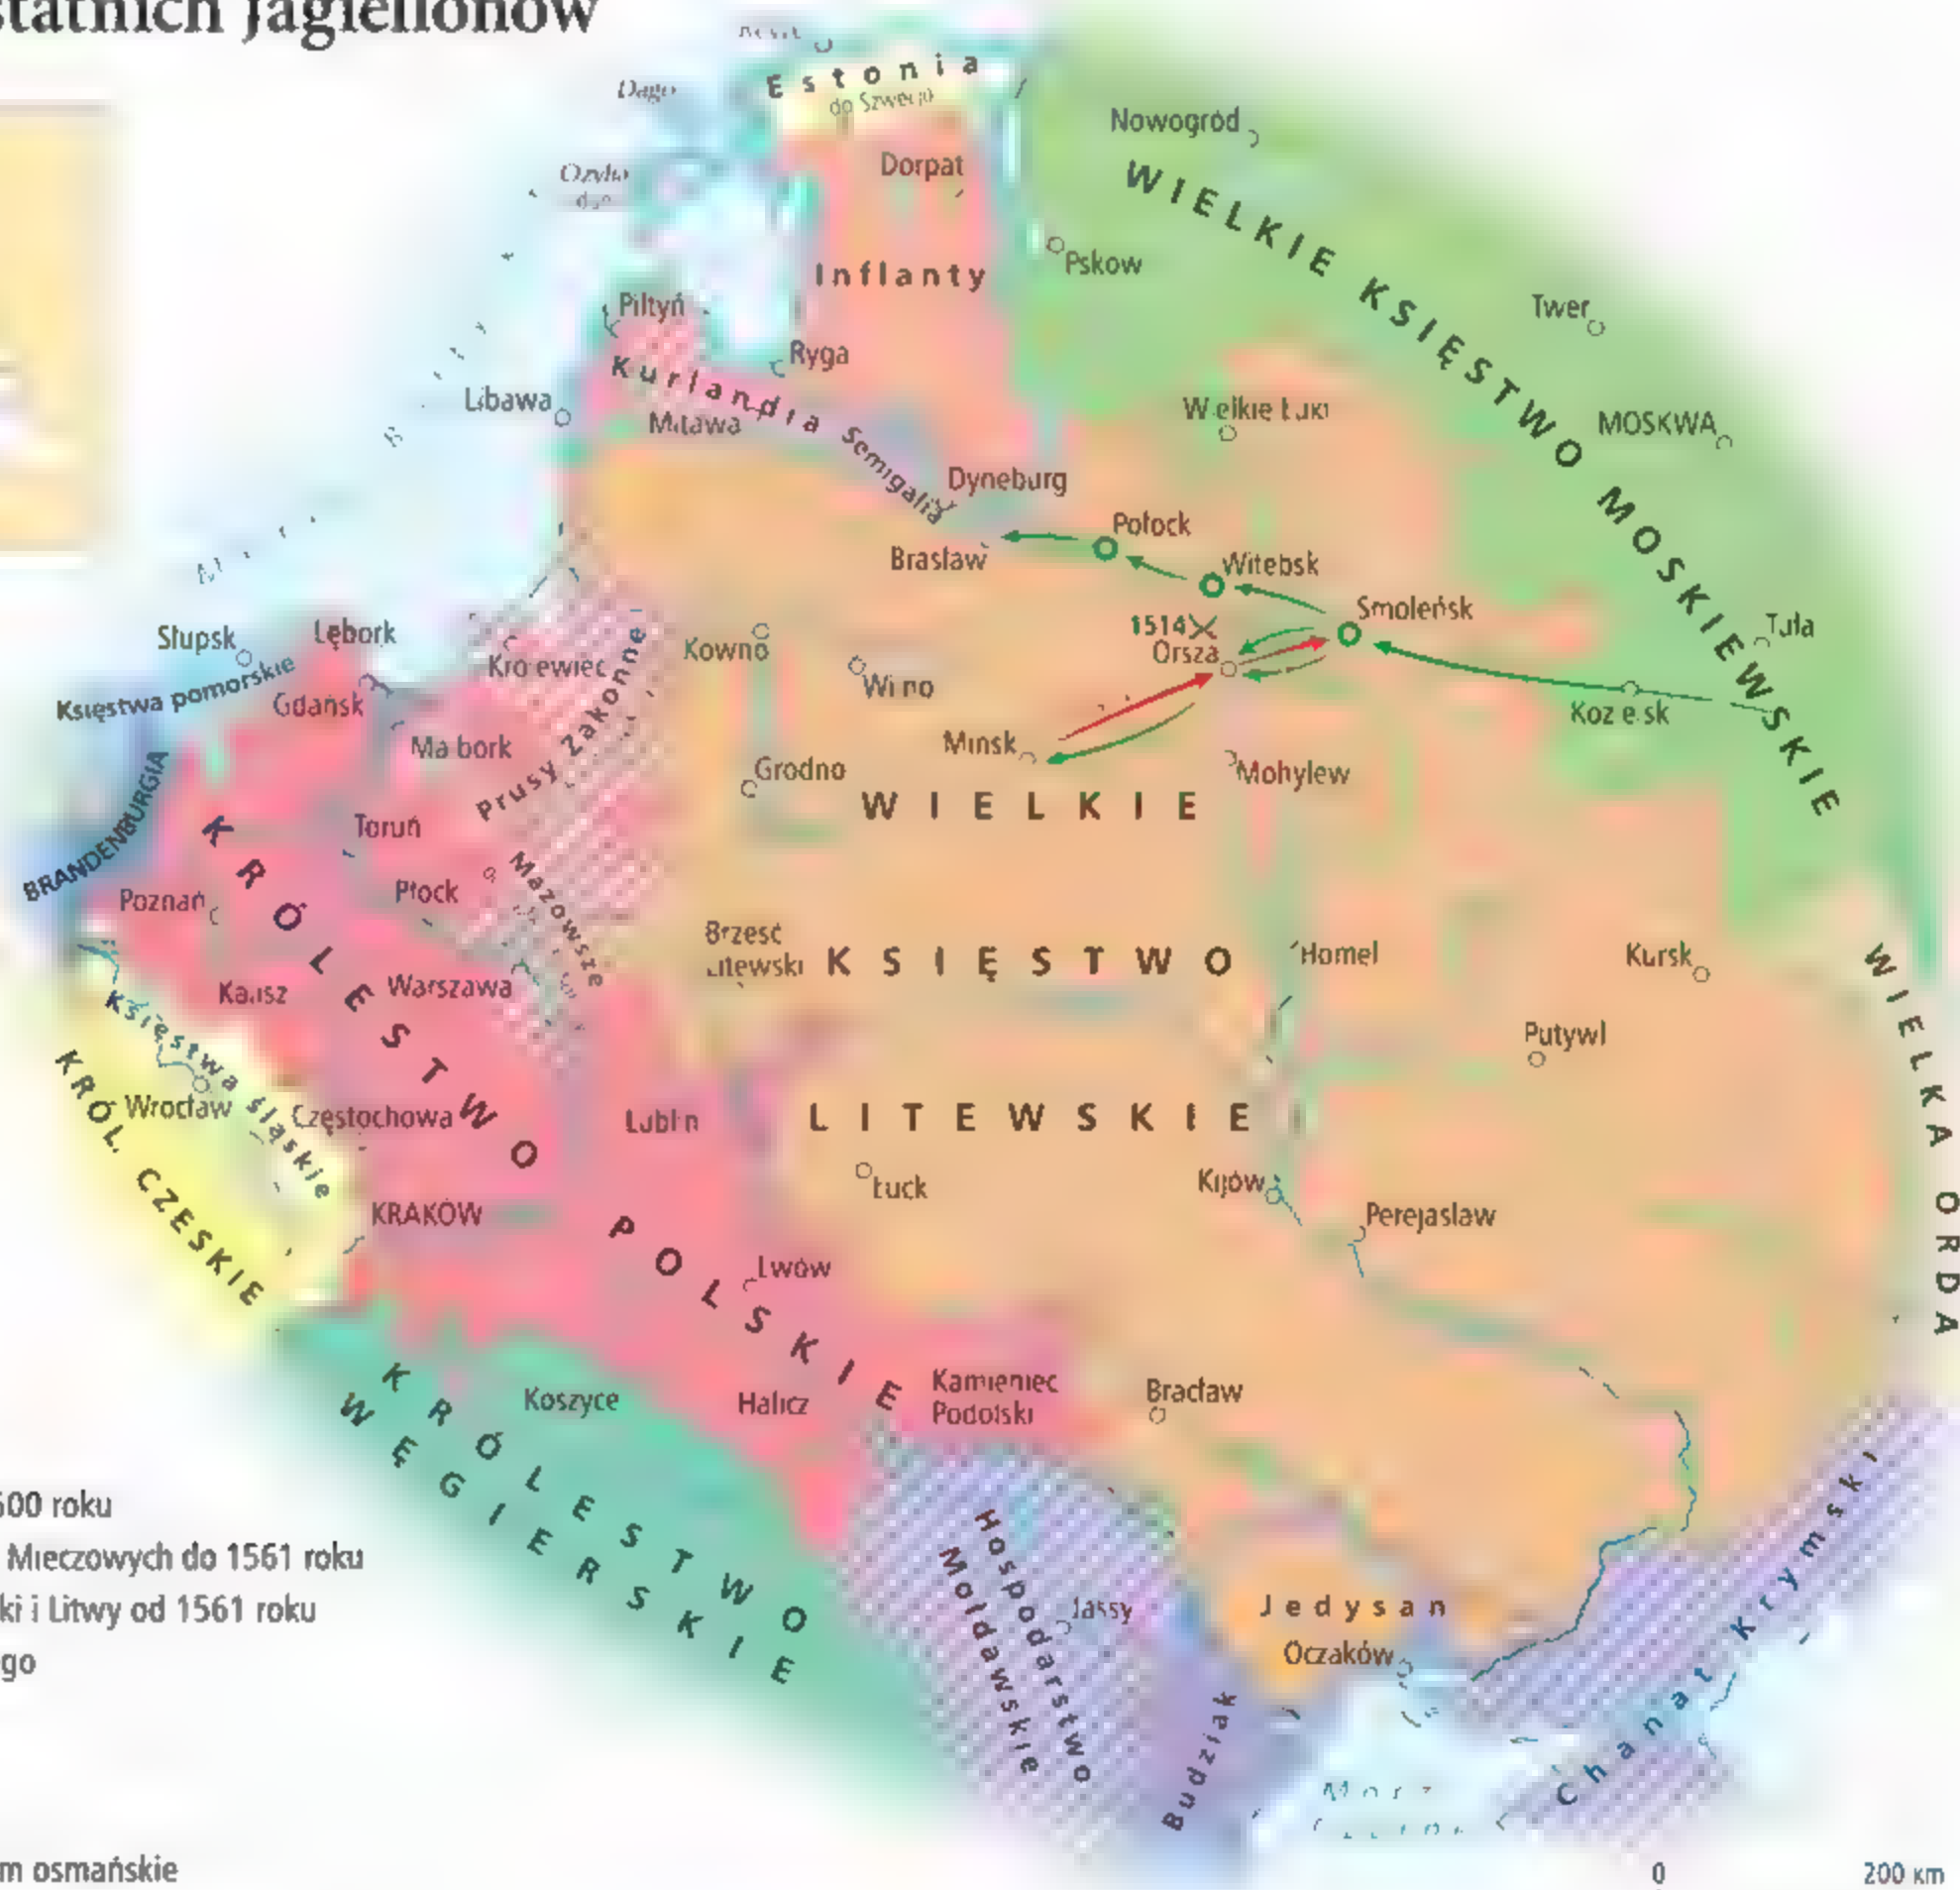 statnich Jagiellonów
Estonia
do Szwecji
Dago
Ozylia
Nowogród
WIELKIE KSIĘSTWO MOSKIEWSKIE
Dorpat
Pskow
Inflanty
Twer
Piltyń
Ryga
Kurlandia
Semigalia
Libawa
Mitawa
Wielkie Łuki
MOSKWA
Dyneburg
Połock
Brasław
Witebsk
Smoleńsk
1514
Orsza
Tuła
Słupsk
Lębork
Królewiec
Kowno
Wilno
Księstwa pomorskie
Gdańsk
Kozielsk
Malbork
Prusy Zakonne
Mińsk
Mohylew
Grodno
BRANDENBURGIA
Toruń
WIELKIE
KSIĘSTWO
LITEWSKIE
KRÓLESTWO POLSKIE
Poznań
Płock
Mazowsze
Brześć
Litewski
Homel
Kursk
WIELKA ORDA
Kalisz
Warszawa
Księstwa śląskie
Putywl
KRÓL. CZESKIE
Wrocław
Częstochowa
Lublin
Łuck
Kijów
Perejasław
KRAKÓW
Lwów
KRÓLESTWO
WĘGIERSKIE
Koszyce
Halicz
Kamieniec
Podolski
Bracław
Hospodarstwo
Mołdawskie
Jassy
Jedysan
Oczaków
Chanat Krymski
Budziak
500 roku
Mieczowych do 1561 roku
ki i Litwy od 1561 roku
go
m osmańskie
0 200 km